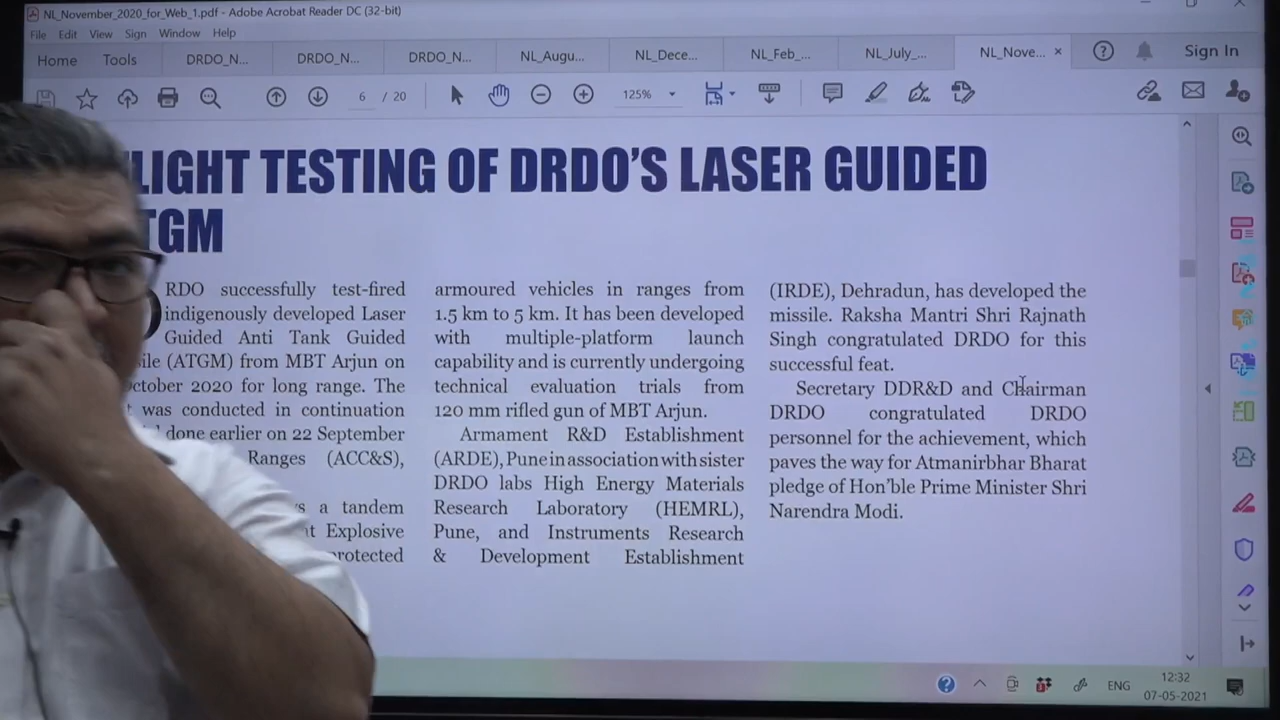 NL_November_2020_for_Web_1.pdf - Adobe Acrobat Reader DC (32-bit)
File Edit View Sign Window Help
Home Tools DRDO_N... DRDO_N... DRDO_N... NL_Augu... NL_Dece... NL_Feb_... NL_July_... NL_Nove... × ? Sign In
6 / 20 125%
LIGHT TESTING OF DRDO'S LASER GUIDED
TGM
RDO successfully test-fired
indigenously developed Laser
Guided Anti Tank Guided
ile (ATGM) from MBT Arjun on
ctober 2020 for long range. The
was conducted in continuation
done earlier on 22 September
Ranges (ACC&S),
a tandem
Explosive
rotected
armoured vehicles in ranges from
1.5 km to 5 km. It has been developed
with multiple-platform launch
capability and is currently undergoing
technical evaluation trials from
120 mm rifled gun of MBT Arjun.
Armament R&D Establishment
(ARDE), Pune in association with sister
DRDO labs High Energy Materials
Research Laboratory (HEMRL),
Pune, and Instruments Research
& Development Establishment
(IRDE), Dehradun, has developed the
missile. Raksha Mantri Shri Rajnath
Singh congratulated DRDO for this
successful feat.
Secretary DDR&D and Chairman
DRDO congratulated DRDO
personnel for the achievement, which
paves the way for Atmanirbhar Bharat
pledge of Hon'ble Prime Minister Shri
Narendra Modi.
ENG
12:32
07-05-2021